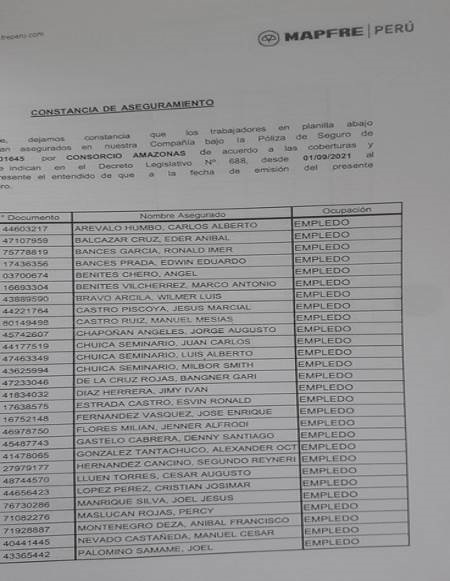 freperu.com
MAPFRE | PERÚ
CONSTANCIA DE ASEGURAMIENTO
e, dejamos constancia que los trabajadores en planilla abajo
an asegurados en nuestra Compañía bajo la Póliza de Seguro de
01645 por CONSORCIO AMAZONAS de acuerdo a las coberturas y
e indican en el Decreto Legislativo N° 688, desde 01/09/2021 al
resente el entendido de que a la fecha de emisión del presente
ro.
° Documento Nombre Asegurado Ocupación
44603217 AREVALO HUMBO, CARLOS ALBERTO EMPLEDO
47107959 BALCAZAR CRUZ, EDER ANIBAL EMPLEDO
75778819 BANCES GARCIA, RONALD IMER EMPLEDO
17436356 BANCES PRADA, EDWIN EDUARDO EMPLEDO
03700674 BENITES CHERO, ANGEL EMPLEDO
16693304 BENITES VILCHERREZ, MARCO ANTONIO EMPLEDO
43889590 BRAVO ARCILA, WILMER LUIS EMPLEDO
44221764 CASTRO PISCOYA, JESUS MARCIAL EMPLEDO
80149498 CASTRO RUIZ, MANUEL MESIAS EMPLEDO
45742607 CHAPOÑAN ANGELES, JORGE AUGUSTO EMPLEDO
44177519 CHUICA SEMINARIO, JUAN CARLOS EMPLEDO
47463349 CHUICA SEMINARIO, LUIS ALBERTO EMPLEDO
43625994 CHUICA SEMINARIO, MILBOR SMITH EMPLEDO
47233046 DE LA CRUZ ROJAS, BANGNER GARI EMPLEDO
41834032 DIAZ HERRERA, JIMY IVAN EMPLEDO
17638575 ESTRADA CASTRO, ESVIN RONALD EMPLEDO
16752148 FERNANDEZ VASQUEZ, JOSE ENRIQUE EMPLEDO
46978750 FLORES MILIAN, JENNER ALFRODI EMPLEDO
45487743 GASTELO CABRERA, DENNY SANTIAGO EMPLEDO
41478065 GONZALEZ TANTACHUCO, ALEXANDER OCT EMPLEDO
27979177 HERNANDEZ CANCINO, SEGUNDO REYNERI EMPLEDO
48744570 LLUEN TORRES, CESAR AUGUSTO EMPLEDO
44656423 LOPEZ PEREZ, CRISTIAN JOSIMAR EMPLEDO
76730286 MANRIQUE SILVA, JOEL JESUS EMPLEDO
71082276 MASLUCAN ROJAS, PERCY EMPLEDO
71928887 MONTENEGRO DEZA, ANIBAL FRANCISCO EMPLEDO
40441445 NEVADO CASTAÑEDA, MANUEL CESAR EMPLEDO
43365442 PALOMINO SAMAME, JOEL EMPLEDO